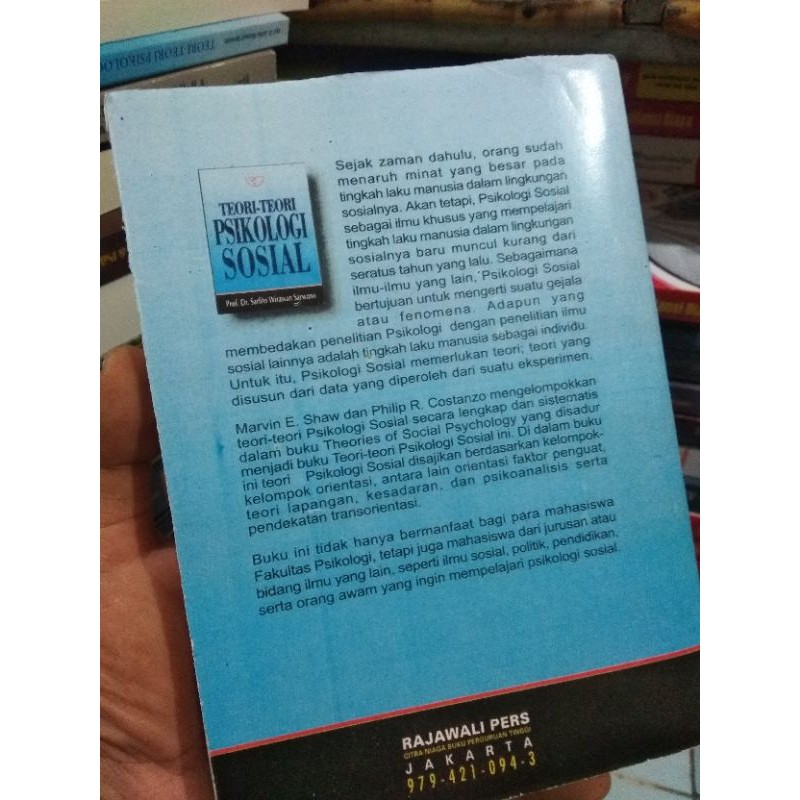 TEORI-TEORI PSIKOLOG
TEORI-TEORI
PSIKOLOGI
SOSIAL
Prof. Dr. Sarlito Wirawan Sarwono
Sejak zaman dahulu, orang sudah
menaruh minat yang besar pada
tingkah laku manusia dalam lingkungan
sosialnya. Akan tetapi, Psikologi Sosial
sebagai ilmu khusus yang mempelajari
tingkah laku manusia dalam lingkungan
sosialnya baru muncul kurang dari
seratus tahun yang lalu. Sebagaimana
ilmu-ilmu yang lain, Psikologi Sosial
bertujuan untuk mengerti suatu gejala
atau fenomena. Adapun yang
membedakan penelitian Psikologi dengan penelitian ilmu
sosial lainnya adalah tingkah laku manusia sebagai individu.
Untuk itu, Psikologi Sosial memerlukan teori; teori yang
disusun dari data yang diperoleh dari suatu eksperimen.
Marvin E. Shaw dan Philip R. Costanzo mengelompokkan
teori-teori Psikologi Sosial secara lengkap dan sistematis
dalam buku Theories of Social Psychology yang disadur
menjadi buku Teori-teori Psikologi Sosial ini. Di dalam buku
ini teori Psikologi Sosial disajikan berdasarkan kelompok-
kelompok orientasi, antara lain orientasi faktor penguat,
teori lapangan, kesadaran, dan psikoanalisis serta
pendekatan transorientasi.
Buku ini tidak hanya bermanfaat bagi para mahasiswa
Fakultas Psikologi, tetapi juga mahasiswa dari jurusan atau
bidang ilmu yang lain, seperti ilmu sosial, politik, pendidikan,
serta orang awam yang ingin mempelajari psikologi sosial.
RAJAWALI PERS
CITRA NIAGA BUKU PERGURUAN TINGGI
JAKARTA
979-421-094-3